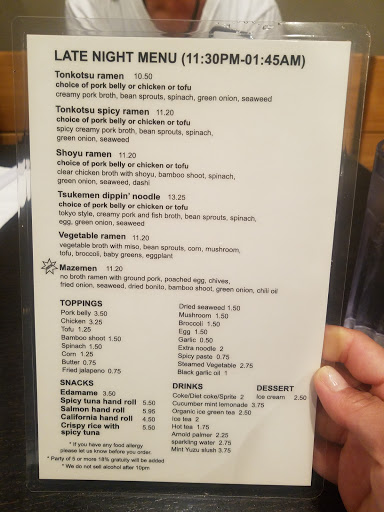 LATE NIGHT MENU (11:30PM-01:45AM)
Tonkotsu ramen 10.50
choice of pork belly or chicken or tofu
creamy pork broth, bean sprouts, spinach, green onion, seaweed
Tonkotsu spicy ramen 11.20
choice of pork belly or chicken or tofu
spicy creamy pork broth, bean sprouts, spinach,
green onion, seaweed
Shoyu ramen 11.20
choice of pork belly or chicken or tofu
clear chicken broth with shoyu, bamboo shoot, spinach,
green onion, seaweed, dashi
Tsukemen dippin' noodle 13.25
choice of pork belly or chicken or tofu
tokyo style, creamy pork and fish broth, bean sprouts, spinach,
egg, green onion, seaweed
Vegetable ramen 11.20
vegetable broth with miso, bean sprouts, corn, mushroom,
tofu, broccoli, baby greens, eggplant
Mazemen 11.20
no broth ramen with ground pork, poached egg, chives,
fried onion, seaweed, dried bonito, bamboo shoot, green onion, chili oil
TOPPINGS
Pork belly 3.50
Chicken 3.25
Tofu 1.25
Bamboo shoot 1.50
Spinach 1.50
Corn 1.25
Butter 0.75
Fried jalapeno 0.75
Dried seaweed 1.50
Mushroom 1.50
Broccoli 1.50
Egg 1.50
Garlic 0.50
Extra noodle 2
Spicy paste 0.75
Steamed Vegetable 2.75
Black garlic oil 1
SNACKS
Edamame 3.50
Spicy tuna hand roll 5.50
Salmon hand roll 5.95
California hand roll 4.50
Crispy rice with 5.50
spicy tuna
DRINKS
Coke/Diet coke/Sprite 2
Cucumber mint lemonade 3.75
Organic ice green tea 2.50
Ice tea 2
Hot tea 1.75
Arnold palmer 2.25
sparkling water 2.75
Mint Yuzu slush 3.75
DESSERT
Ice cream 2.50
* If you have any food allergy
please let us know before you order.
* Party of 5 or more 18% gratuity will be added
* We do not sell alcohol after 10pm